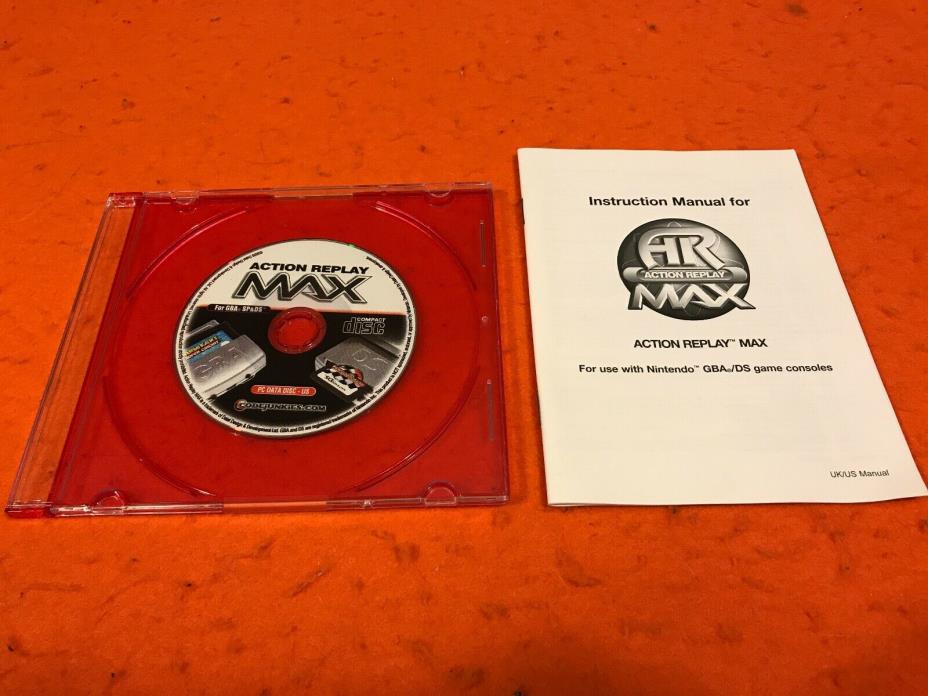 ACTION REPLAY
MAX
For GBA, SP&DS
COMPACT
disc
GBA
DS
PC DATA DISC - US
CODEJUNKIES.COM
Instruction Manual for
AR
ACTION REPLAY
MAX
ACTION REPLAY™ MAX
For use with Nintendo™ GBA®/DS game consoles
UK/US Manual